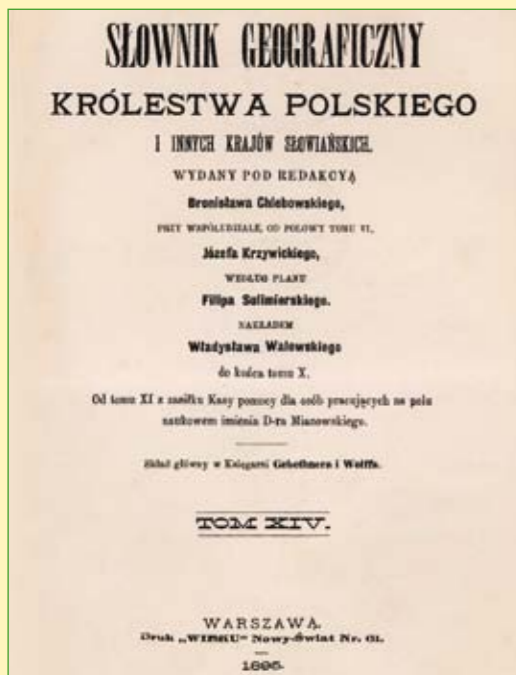 SŁOWNIK GEOGRAFICZNY
KRÓLESTWA POLSKIEGO
I INNYCH KRAJÓW SŁOWIAŃSKICH.
WYDANY POD REDAKCYĄ
Bronisława Chlebowskiego,
PRZY WSPÓŁUDZIALE, OD POŁOWY TOMU VI,
Józefa Krzywickiego,
WEDŁUG PLANU
Filipa Sulimierskiego.
NAKŁADEM
Władysława Walewskiego
do końca tomu X.
Od tomu XI z zasiłku Kasy pomocy dla osób pracujących na polu
naukowem imienia D-ra Mianowskiego.
Skład główny w Księgarni Gebethnera i Wolffa.
TOM XIV.
WARSZAWA.
Druk „WIEKU" Nowy-Świat Nr. 61.
1895.